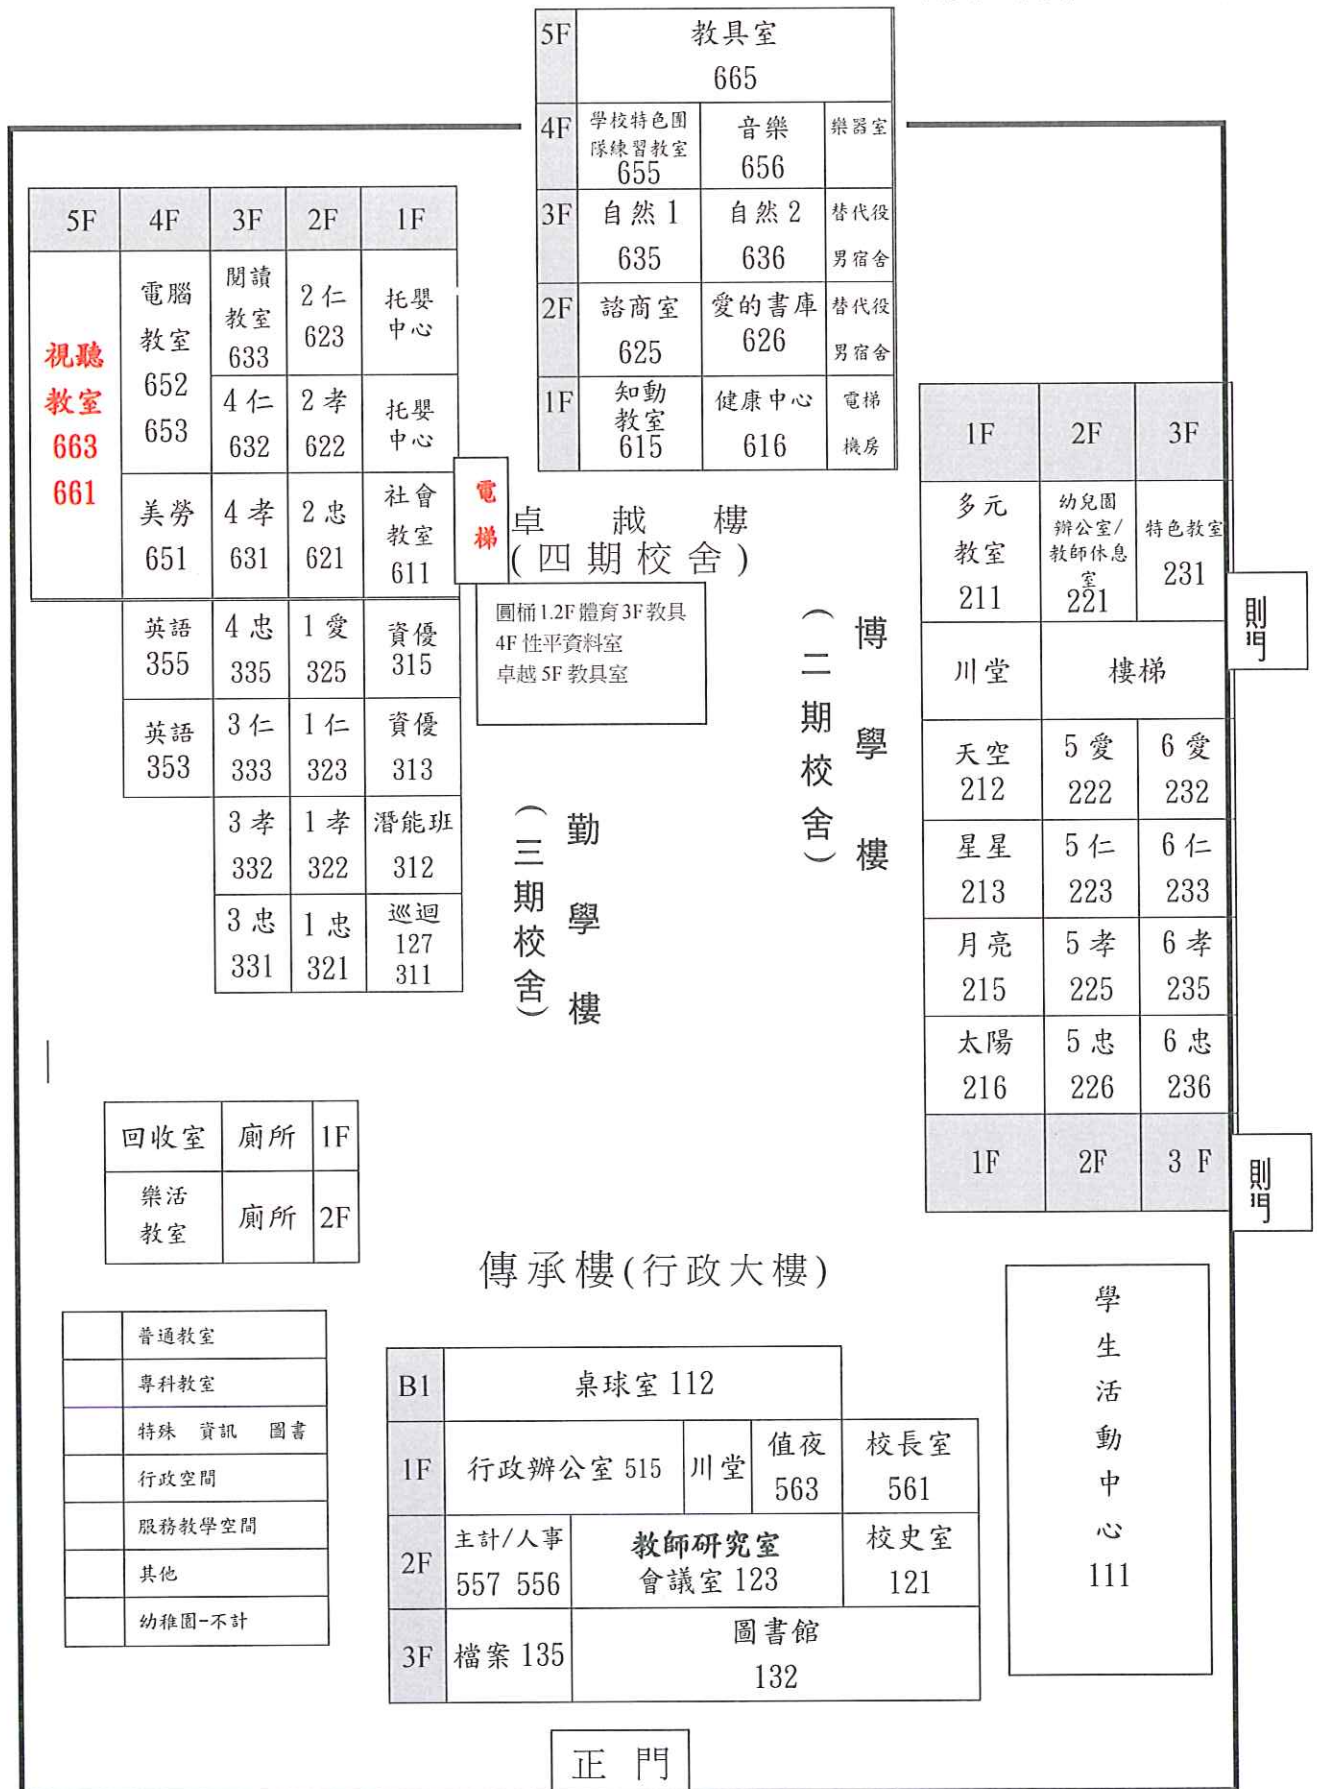 5F
教具室
665
4F
學校特色團
隊練習教室
655
音樂
656
樂器室
3F
自然1
635
自然2
636
替代役
男宿舍
2F
諮商室
625
愛的書庫
626
替代役
男宿舍
1F
知動
教室
615
健康中心
616
電梯
機房
卓越樓
(四期校舍)
5F 4F 3F 2F 1F
視聽
教室
663
661
電腦
教室
652
653
閱讀
教室
633
2仁
623
托嬰
中心
4仁
632
2孝
622
托嬰
中心
美勞
651
4孝
631
2忠
621
社會
教室
611
電
梯
英語
355
4忠
335
1愛
325
資優
315
英語
353
3仁
333
1仁
323
資優
313
3孝
332
1孝
322
潛能班
312
3忠
331
1忠
321
巡迴
127
311
圓桶1.2F體育3F教具
4F性平資料室
卓越5F教具室
勤學樓
(三期校舍)
博學樓
(二期校舍)
1F 2F 3F
多元
教室
211
幼兒園
辦公室/
教師休息
室
221
特色教室
231
川堂
樓梯
天空
212
5愛
222
6愛
232
星星
213
5仁
223
6仁
233
月亮
215
5孝
225
6孝
235
太陽
216
5忠
226
6忠
236
1F 2F 3 F
則門
則門
回收室 廁所 1F
樂活
教室
廁所 2F
傳承樓(行政大樓)
普通教室
專科教室
特殊 資訊 圖書
行政空間
服務教學空間
其他
幼稚園-不計
B1 桌球室 112
1F 行政辦公室 515 川堂
值夜
563
校長室
561
2F
主計/人事
557 556
教師研究室
會議室 123
校史室
121
3F 檔案 135
圖書館
132
學
生
活
動
中
心
111
正 門